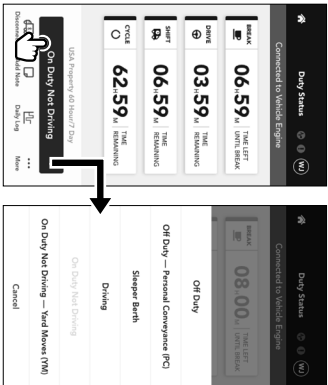 Duty Status
WJ
Connected to Vehicle Engine
BREAK
06 H 59 M
TIME LEFT
UNTIL BREAK
DRIVE
03 H 59 M
TIME
REMAINING
SHIFT
06 H 59 M
TIME
REMAINING
CYCLE
62 H 59 M
TIME
REMAINING
USA Property 60 Hour/7 Day
On Duty Not Driving
Disconne
dd Note
Daily Log
More
Duty Status
WJ
Connected to Vehicle Engine
BREAK
08 00 M
TIME LEFT
UNTIL BREAK
Off Duty
Off Duty — Personal Conveyance (PC)
Sleeper Berth
Driving
On Duty Not Driving
On Duty Not Driving — Yard Moves (YM)
Cancel